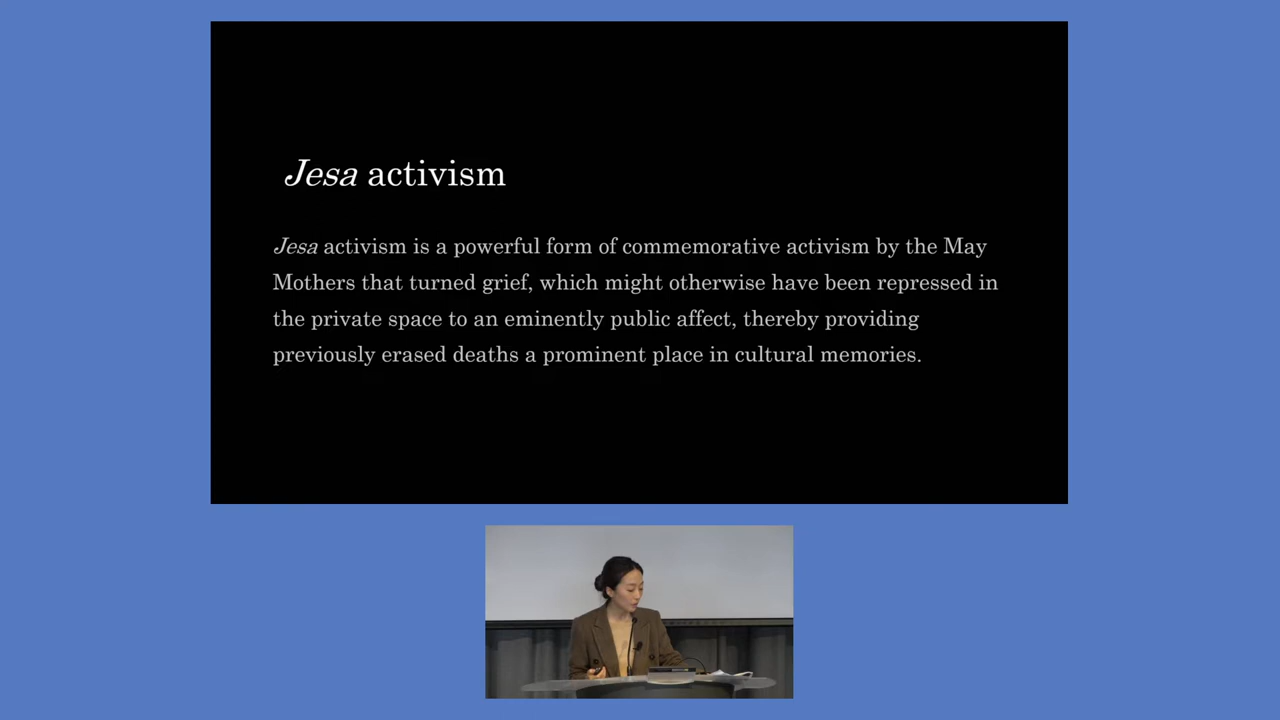 Jesa activism
Jesa activism is a powerful form of commemorative activism by the May
Mothers that turned grief, which might otherwise have been repressed in
the private space to an eminently public affect, thereby providing
previously erased deaths a prominent place in cultural memories.